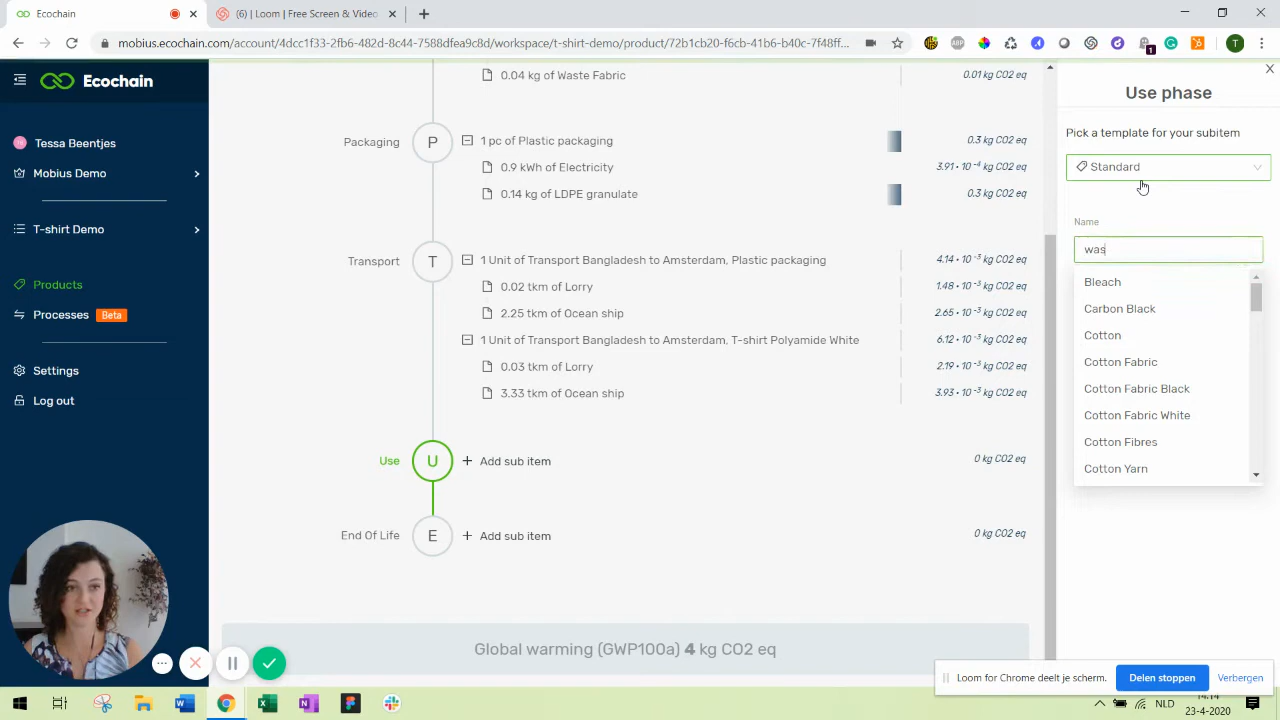 Ecochain
(6) | Loom | Free Screen & Video
mobius.ecochain.com/account/4dcc1f33-2fb6-482d-8c44-7588dfea9c8d/workspace/t-shirt-demo/product/72b1cb20-f6cb-41b6-b40c-7f48ff...
ABP
1
T
Ecochain
Tessa Beentjes
Mobius Demo
T-shirt Demo
Products
Processes Beta
Settings
Log out
0.04 kg of Waste Fabric 0.01 kg CO2 eq
Packaging P 1 pc of Plastic packaging 0.3 kg CO2 eq
0.9 kWh of Electricity 3.91 • 10 -4 kg CO2 eq
0.14 kg of LDPE granulate 0.3 kg CO2 eq
Transport T 1 Unit of Transport Bangladesh to Amsterdam, Plastic packaging 4.14 • 10 -3 kg CO2 eq
0.02 tkm of Lorry 1.48 • 10 -3 kg CO2 eq
2.25 tkm of Ocean ship 2.65 • 10 -3 kg CO2 eq
1 Unit of Transport Bangladesh to Amsterdam, T-shirt Polyamide White 6.12 • 10 -3 kg CO2 eq
0.03 tkm of Lorry 2.19 • 10 -3 kg CO2 eq
3.33 tkm of Ocean ship 3.93 • 10 -3 kg CO2 eq
Use U + Add sub item 0 kg CO2 eq
End Of Life E + Add sub item 0 kg CO2 eq
Global warming (GWP100a) 4 kg CO2 eq
Use phase
Pick a template for your subitem
Standard
Name
was
Bleach
Carbon Black
Cotton
Cotton Fabric
Cotton Fabric Black
Cotton Fabric White
Cotton Fibres
Cotton Yarn
Loom for Chrome deelt je scherm. Delen stoppen Verbergen
NLD
14:14
23-4-2020